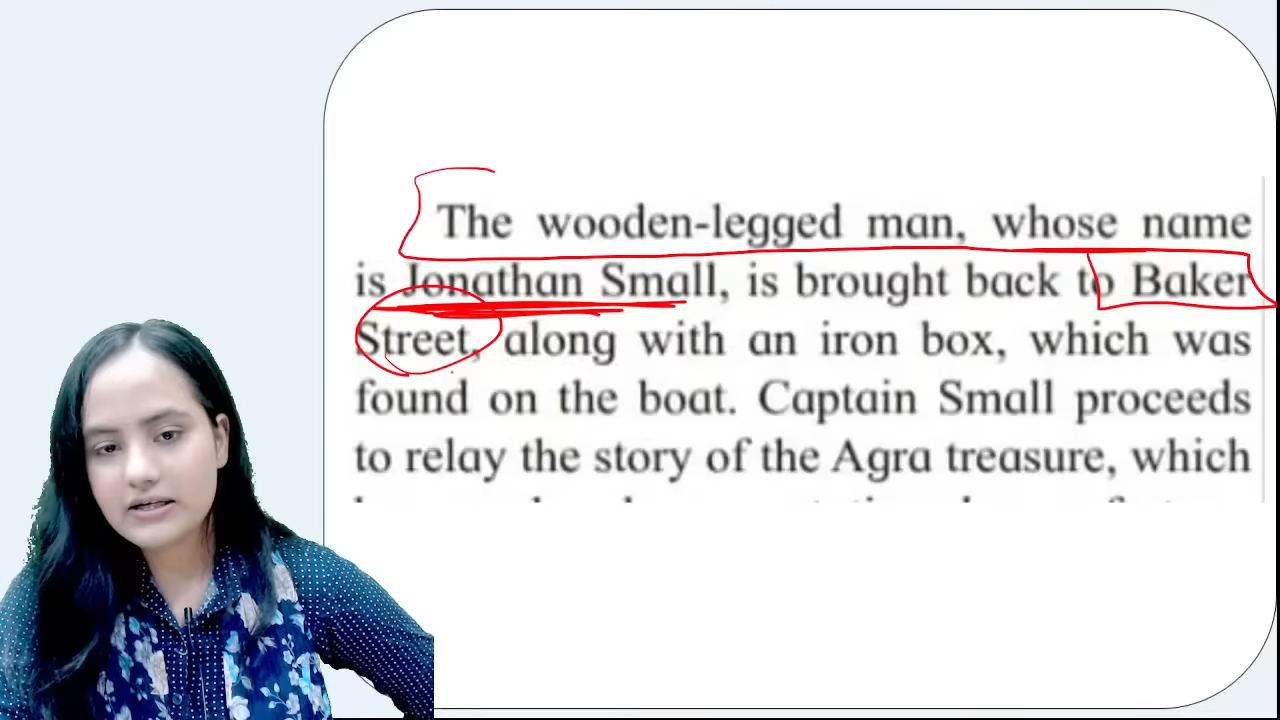 The wooden-legged man, whose name
is Jonathan Small, is brought back to Baker
Street, along with an iron box, which was
found on the boat. Captain Small proceeds
to relay the story of the Agra treasure, which